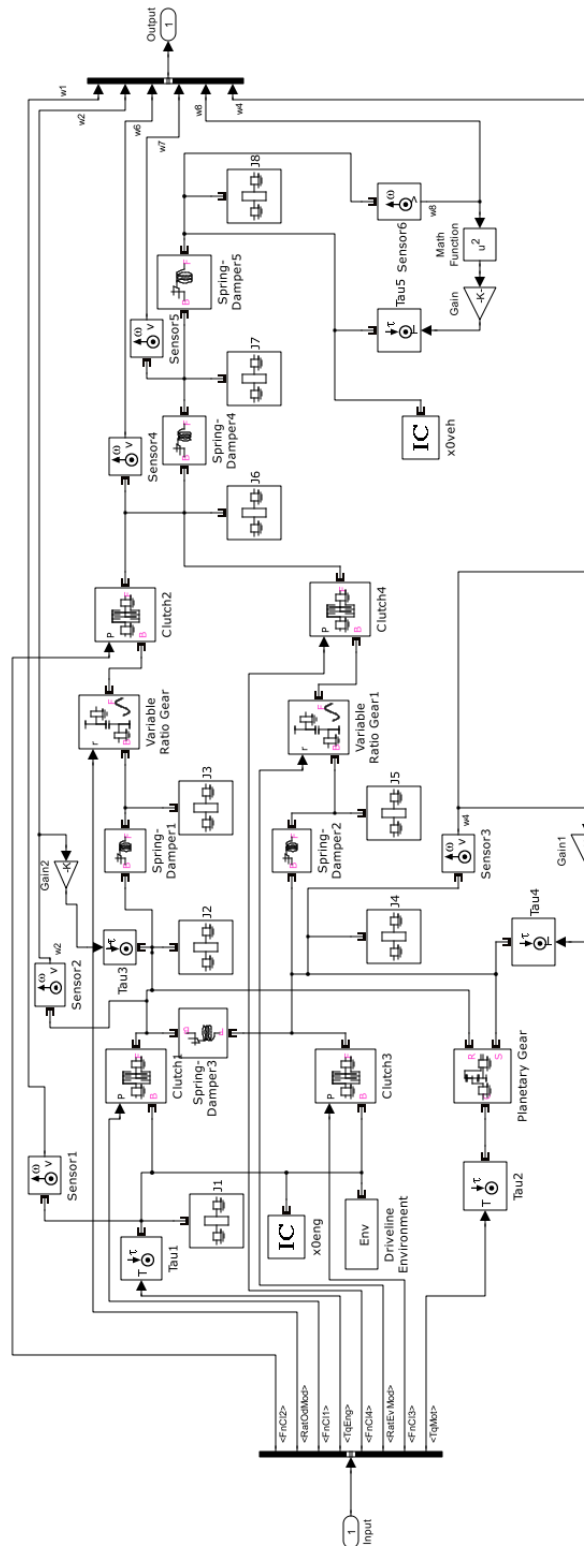 1
Output
w1
w2
w6
w7
w8
w4
Gain2
-K
w2
Sensor2
ω
v
Sensor1
ω
v
Sensor4
ω
v
Sensor5
ω
v
Tau3
τ
Clutch1
P
B
F
Spring-
Damper1
B
F
Variable
Ratio Gear
r
B
F
Clutch2
P
B
F
J1
J2
J3
J6
Spring-
Damper4
B
F
J7
Spring-
Damper5
B
F
J8
Tau1
T
τ
Spring-
Damper3
B
F
IC
x0eng
Env
Driveline
Environment
Clutch3
P
B
F
Spring-
Damper2
B
F
Variable
Ratio Gear1
r
B
F
Clutch4
P
B
F
J4
J5
Sensor3
ω
v
w4
IC
x0veh
Tau5
τ
T
Sensor6
ω
v
w8
Math
Function
u²
Gain
-K-
<FnCl2>
<RatOdMod>
<FnCl1>
<TqEng>
<FnCl4>
<RatEvMod>
<FnCl3>
<TqMot>
1
Input
Tau2
T
τ
Planetary Gear
R
S
Tau4
τ
T
Gain1